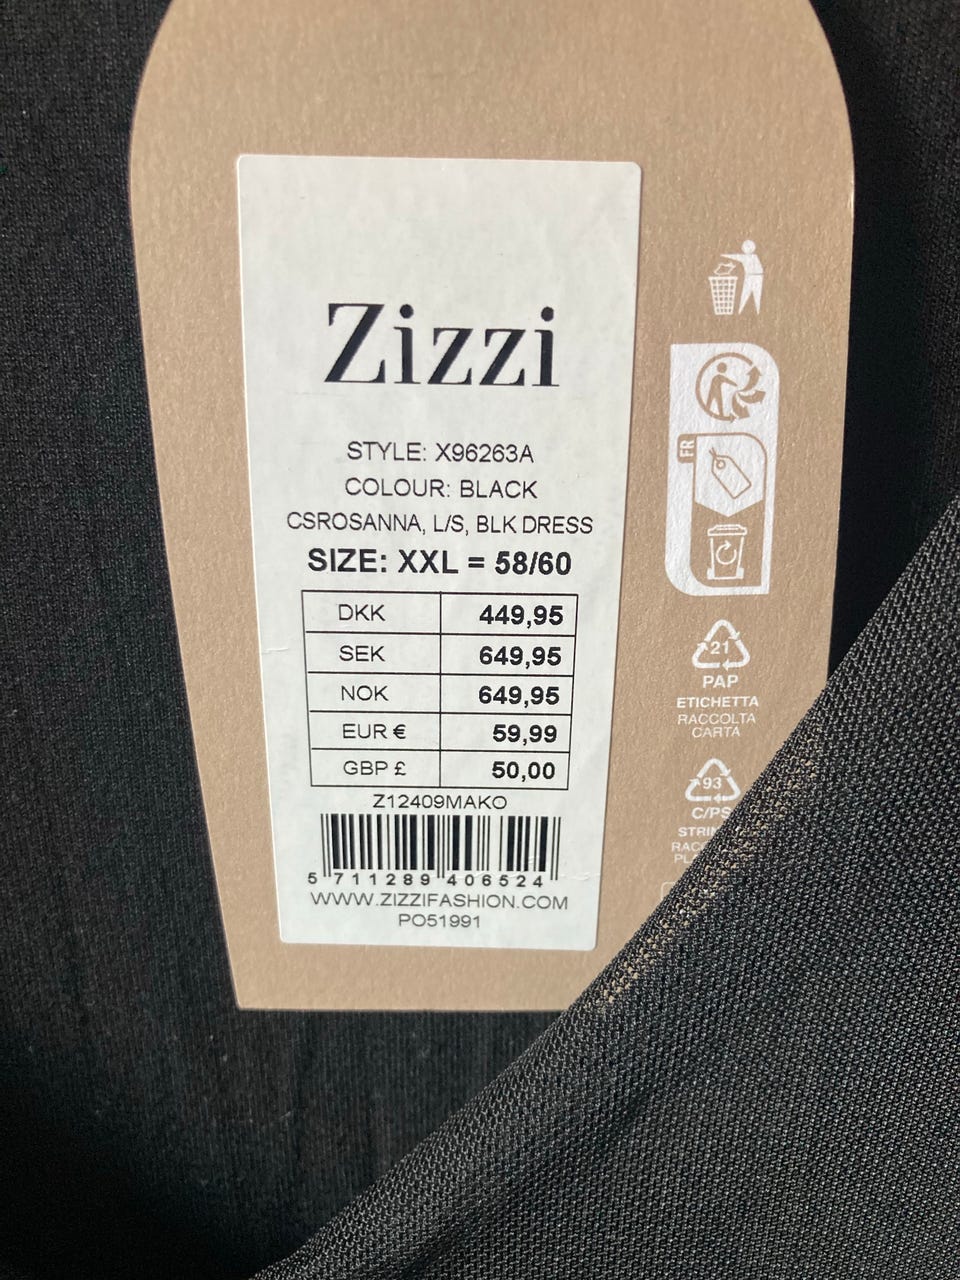 Zizzi
STYLE: X96263A
COLOUR: BLACK
CSROSANNA, L/S, BLK DRESS
SIZE: XXL = 58/60
DKK 449,95
SEK 649,95
NOK 649,95
EUR € 59,99
GBP £ 50,00
Z12409MAKO
5 711289 406524
WWW.ZIZZIFASHION.COM
PO51991
FR
21
PAP
ETICHETTA
RACCOLTA
CARTA
93
C/PS